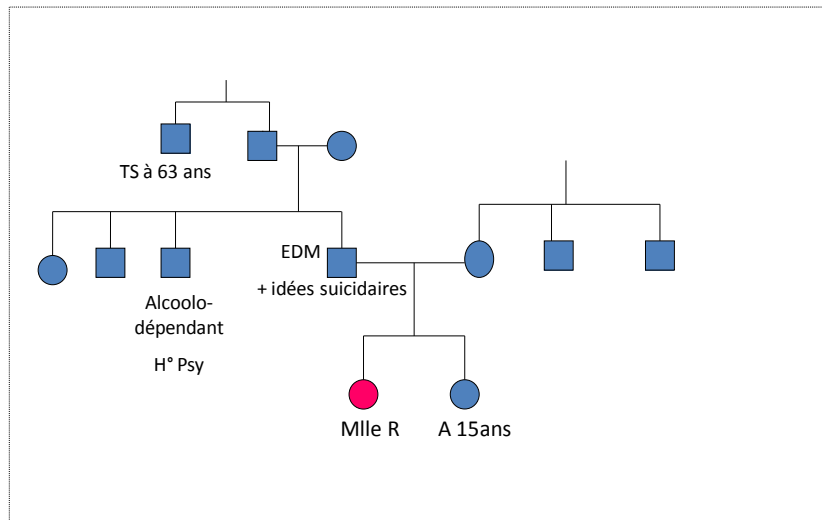 TS à 63 ans
EDM
+ idées suicidaires
Alcoolo-
dépendant
H° Psy
Mlle R
A 15ans